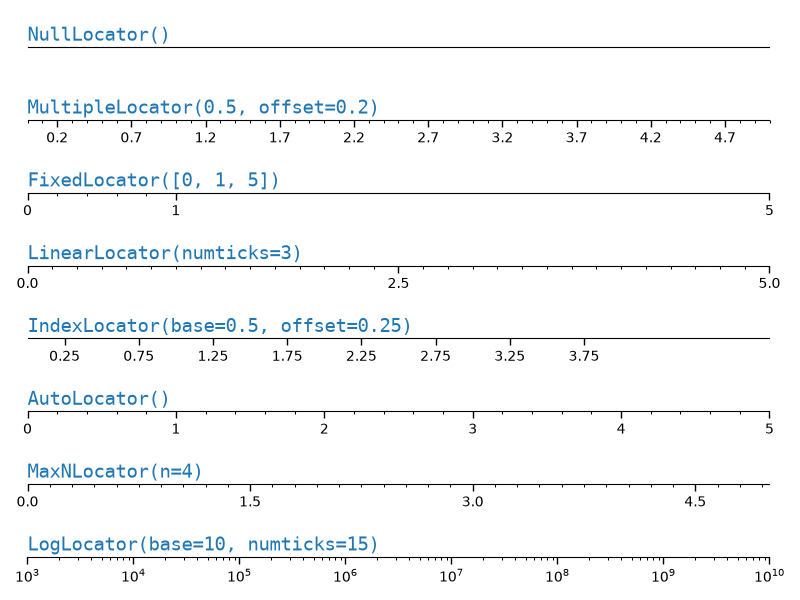 NullLocator()
MultipleLocator(0.5, offset=0.2)
0.2 0.7 1.2 1.7 2.2 2.7 3.2 3.7 4.2 4.7
FixedLocator([0, 1, 5])
0 1 5
LinearLocator(numticks=3)
0.0 2.5 5.0
IndexLocator(base=0.5, offset=0.25)
0.25 0.75 1.25 1.75 2.25 2.75 3.25 3.75
AutoLocator()
0 1 2 3 4 5
MaxNLocator(n=4)
0.0 1.5 3.0 4.5
LogLocator(base=10, numticks=15)
10³ 10⁴ 10⁵ 10⁶ 10⁷ 10⁸ 10⁹ 10¹⁰